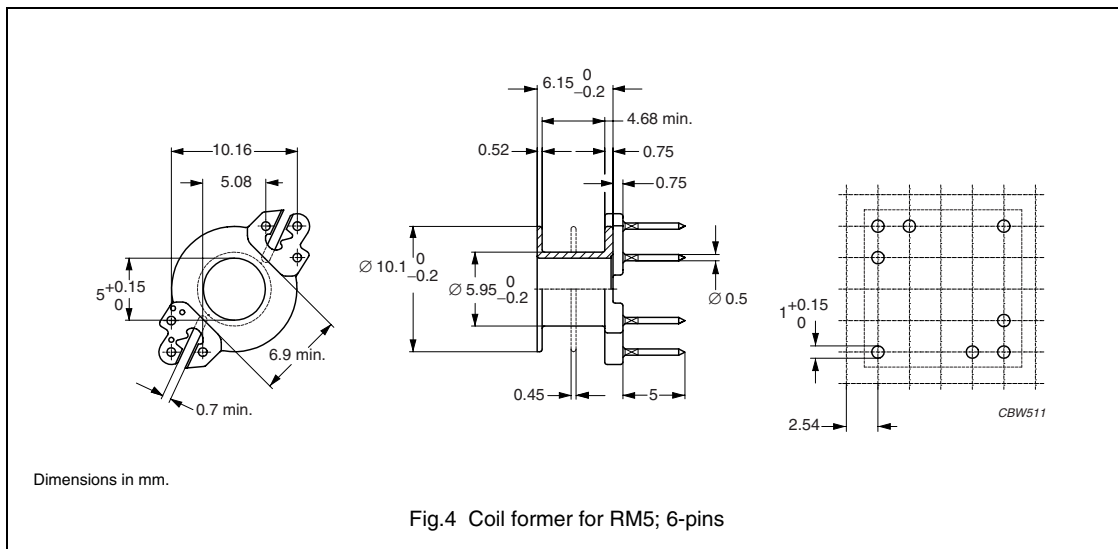 6.15 0 −0.2
4.68 min.
10.16
0.52
0.75
5.08
0.75
∅ 10.1 0 −0.2
∅ 5.95 0 −0.2
5 +0.15 0
∅ 0.5
1 +0.15 0
6.9 min.
0.45
5
0.7 min.
2.54
CBW511
Dimensions in mm.
Fig.4 Coil former for RM5; 6-pins